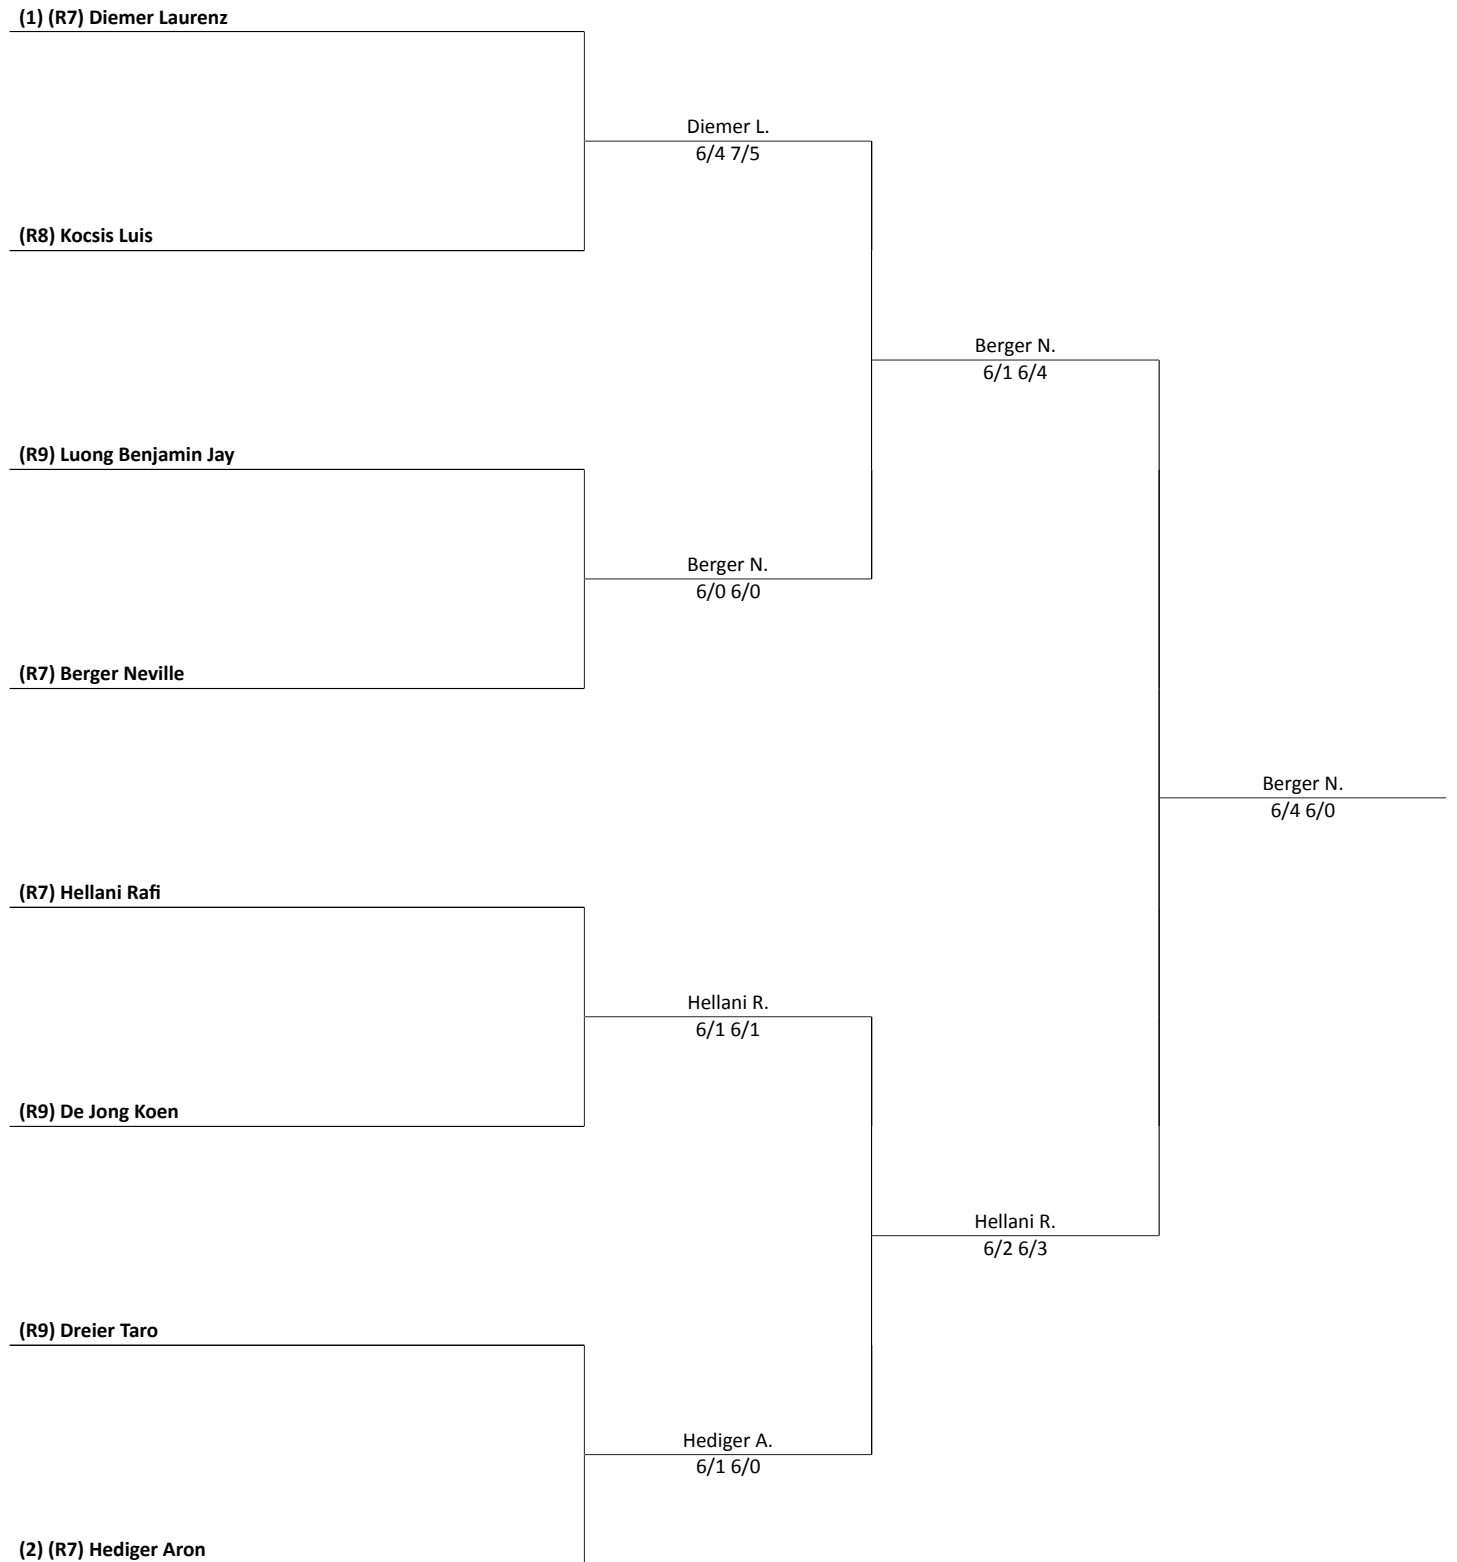 (1) (R7) Diemer Laurenz
Diemer L.
6/4 7/5
(R8) Kocsis Luis
Berger N.
6/1 6/4
(R9) Luong Benjamin Jay
Berger N.
6/0 6/0
(R7) Berger Neville
Berger N.
6/4 6/0
(R7) Hellani Rafi
Hellani R.
6/1 6/1
(R9) De Jong Koen
Hellani R.
6/2 6/3
(R9) Dreier Taro
Hediger A.
6/1 6/0
(2) (R7) Hediger Aron